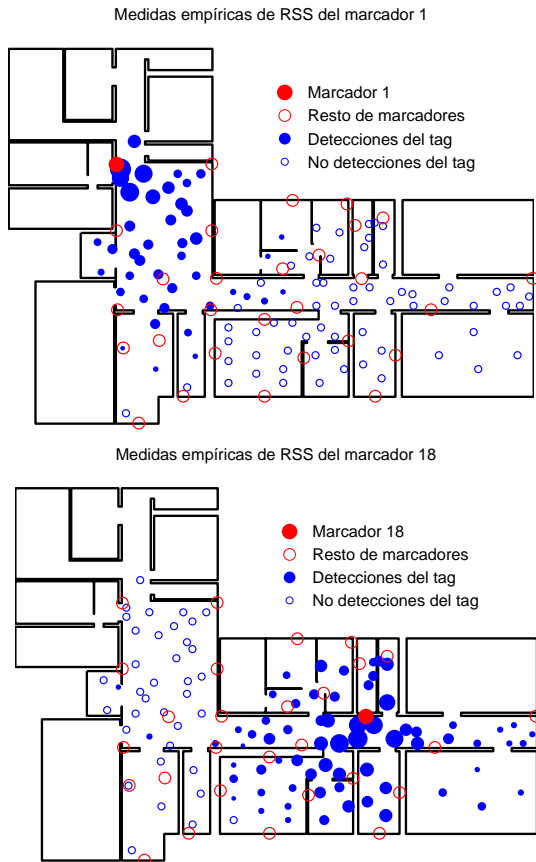 Medidas empíricas de RSS del marcador 1
Marcador 1
Resto de marcadores
Detecciones del tag
No detecciones del tag
Medidas empíricas de RSS del marcador 18
Marcador 18
Resto de marcadores
Detecciones del tag
No detecciones del tag